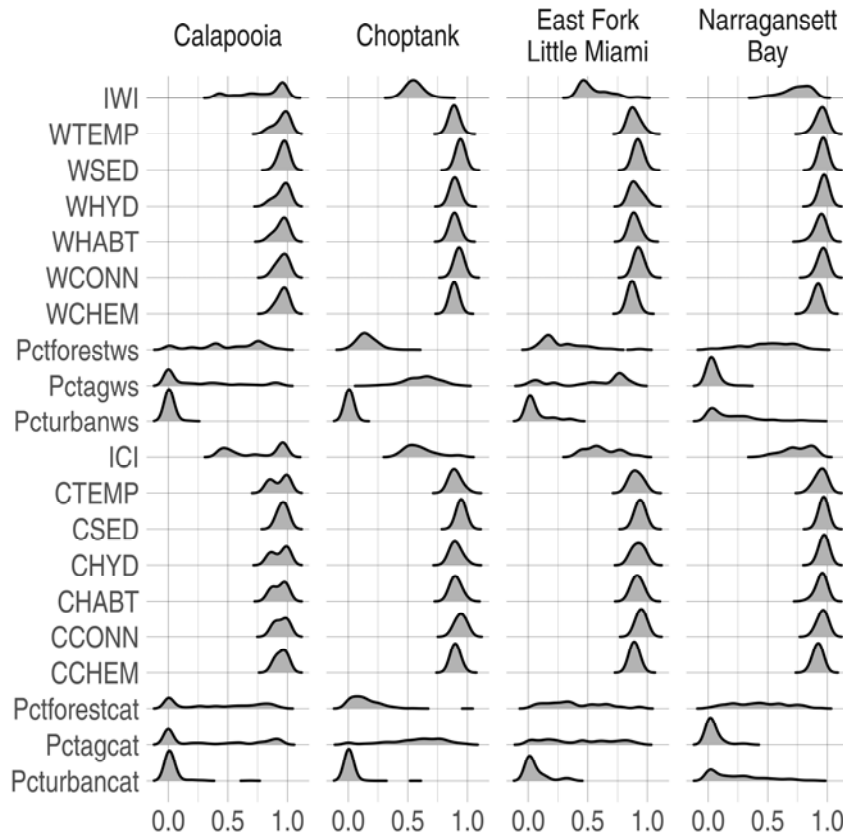 Calapooia
Choptank
East Fork
Little Miami
Narragansett
Bay
IWI
WTEMP
WSED
WHYD
WHABT
WCONN
WCHEM
Pctforestws
Pctagws
Pcturbanws
ICI
CTEMP
CSED
CHYD
CHABT
CCONN
CCHEM
Pctforestcat
Pctagcat
Pcturbancat
0.0 0.5 1.0 0.0 0.5 1.0 0.0 0.5 1.0 0.0 0.5 1.0